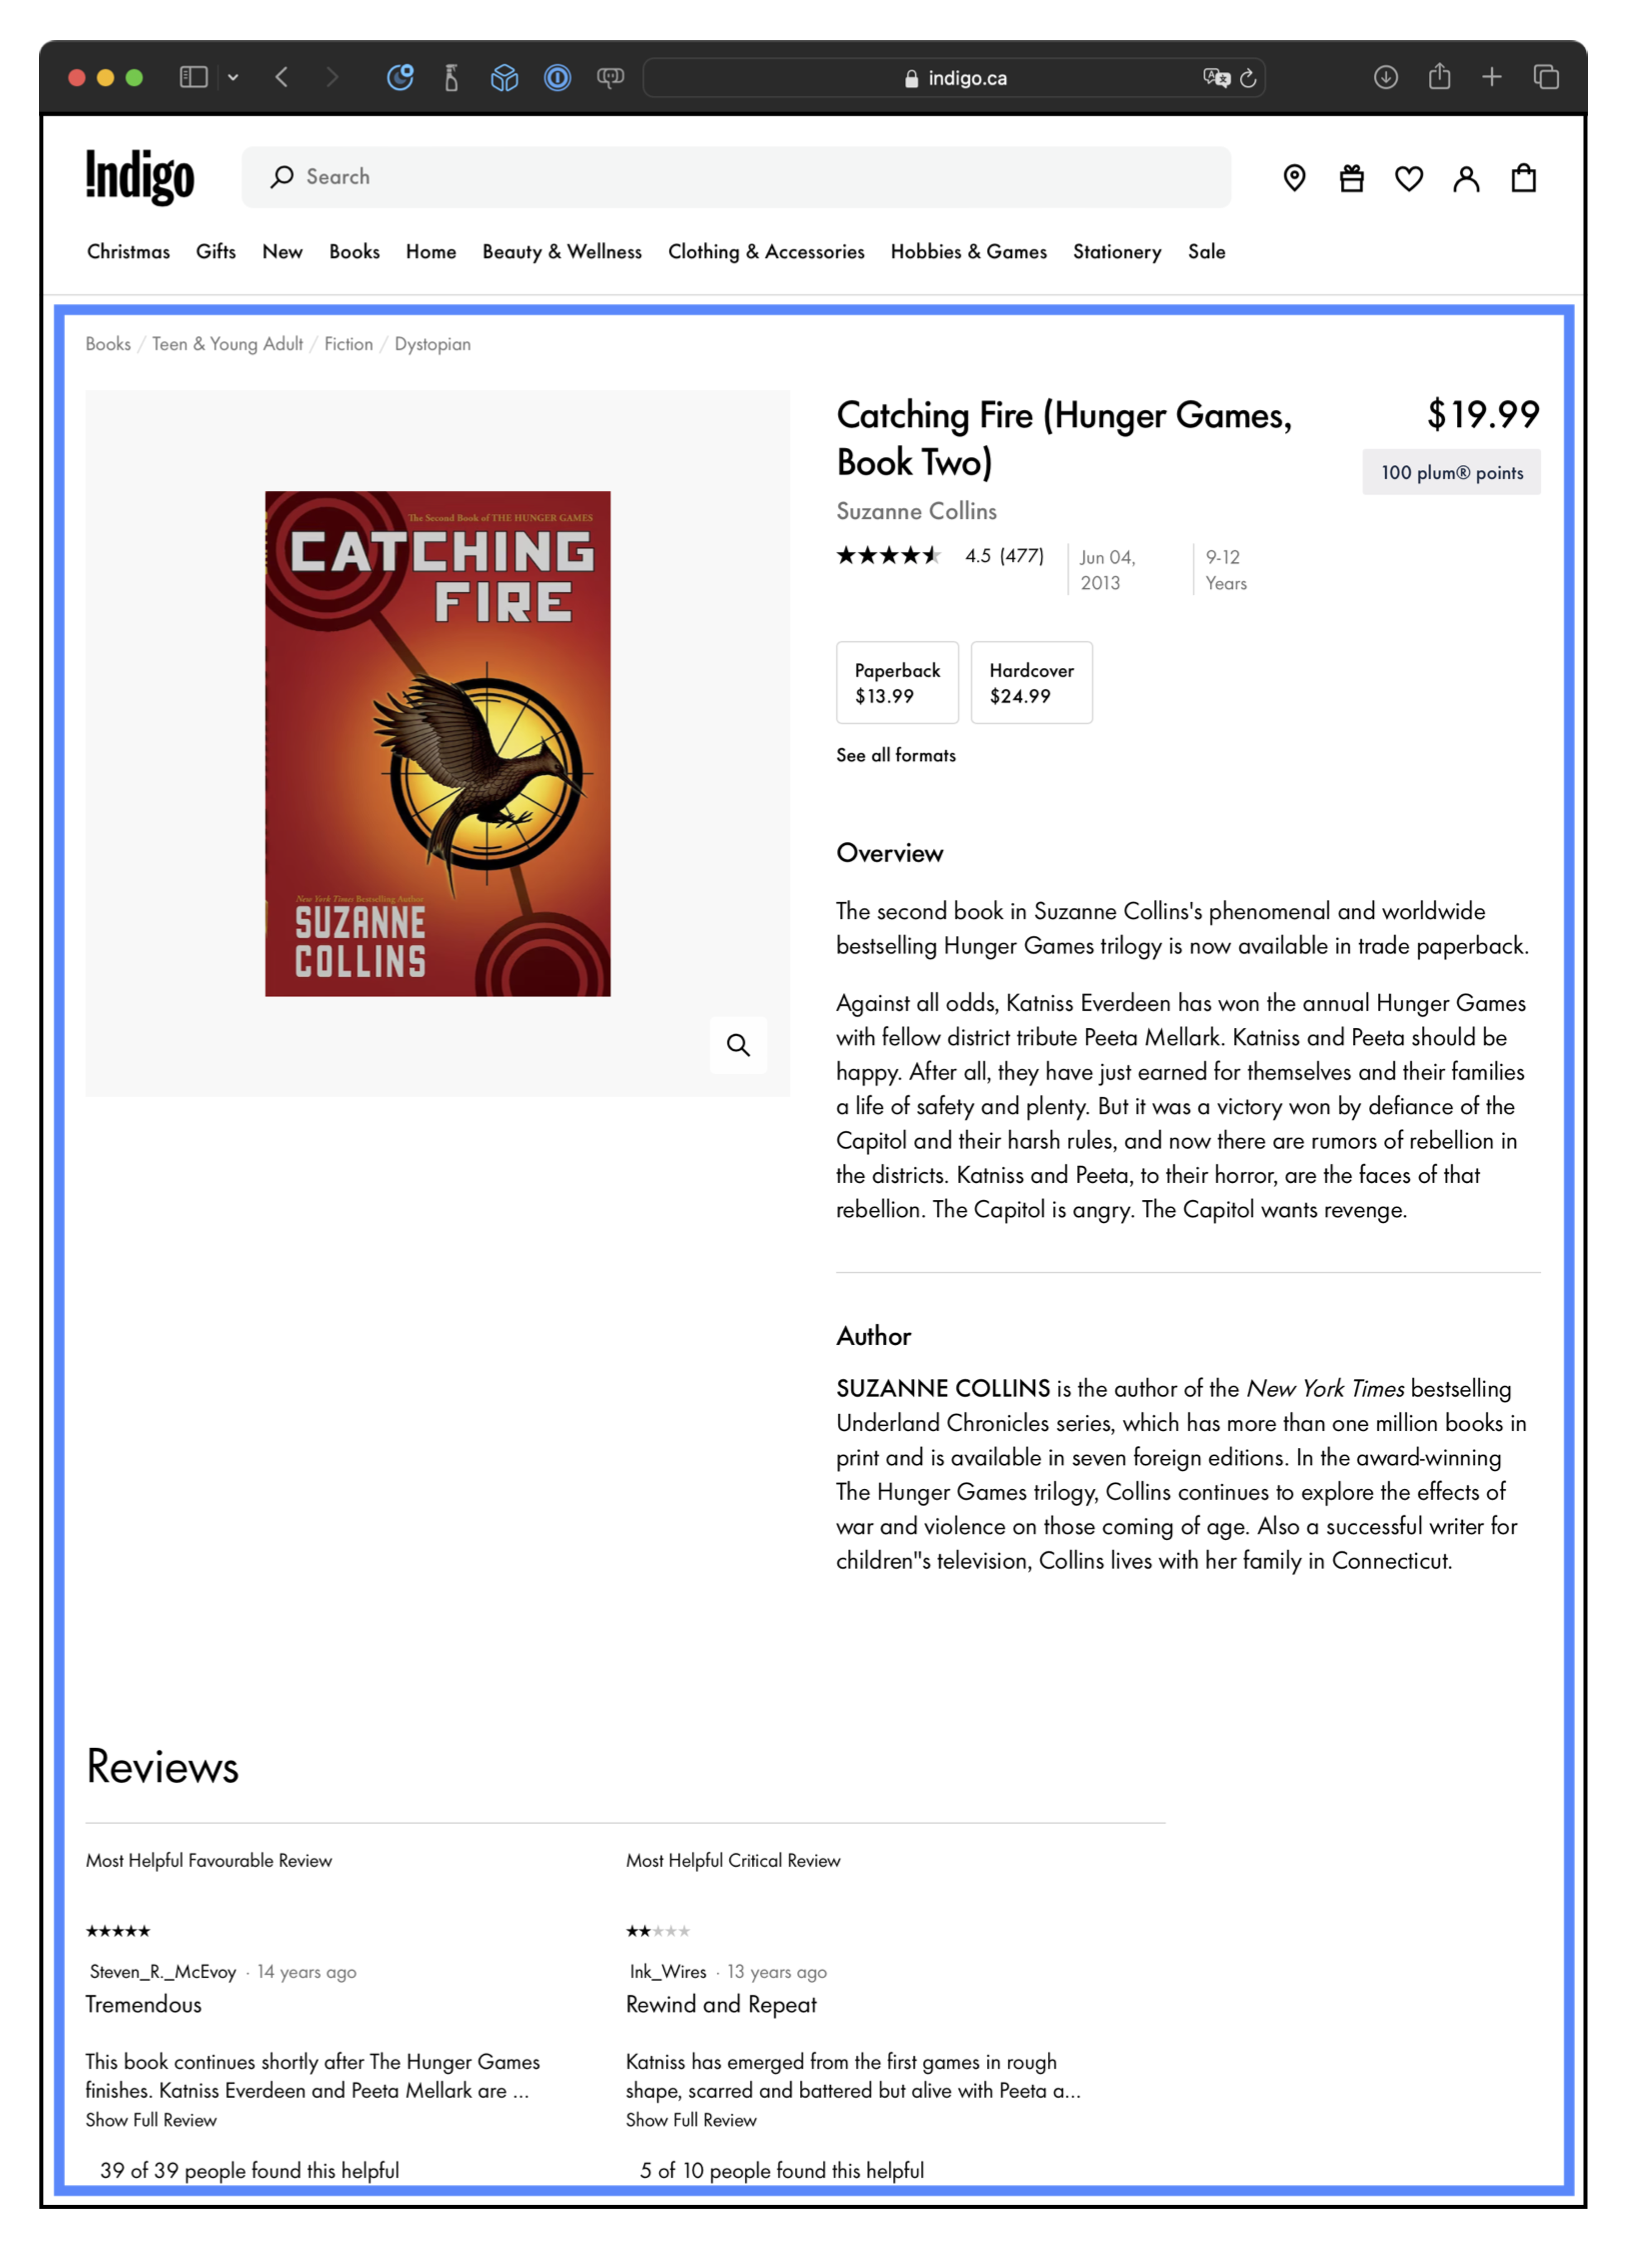 indigo.ca
!ndigo
Search
Christmas Gifts New Books Home Beauty & Wellness Clothing & Accessories Hobbies & Games Stationery Sale
Books / Teen & Young Adult / Fiction / Dystopian
The Second Book of THE HUNGER GAMES
CATCHING
FIRE
New York Times Bestselling Author
SUZANNE
COLLINS
Catching Fire (Hunger Games,
Book Two)
$19.99
100 plum® points
Suzanne Collins
4.5 (477)
Jun 04,
2013
9-12
Years
Paperback
$13.99
Hardcover
$24.99
See all formats
Overview
The second book in Suzanne Collins's phenomenal and worldwide
bestselling Hunger Games trilogy is now available in trade paperback.
Against all odds, Katniss Everdeen has won the annual Hunger Games
with fellow district tribute Peeta Mellark. Katniss and Peeta should be
happy. After all, they have just earned for themselves and their families
a life of safety and plenty. But it was a victory won by defiance of the
Capitol and their harsh rules, and now there are rumors of rebellion in
the districts. Katniss and Peeta, to their horror, are the faces of that
rebellion. The Capitol is angry. The Capitol wants revenge.
Author
SUZANNE COLLINS is the author of the New York Times bestselling
Underland Chronicles series, which has more than one million books in
print and is available in seven foreign editions. In the award-winning
The Hunger Games trilogy, Collins continues to explore the effects of
war and violence on those coming of age. Also a successful writer for
children"s television, Collins lives with her family in Connecticut.
Reviews
Most Helpful Favourable Review
Steven_R._McEvoy · 14 years ago
Tremendous
This book continues shortly after The Hunger Games
finishes. Katniss Everdeen and Peeta Mellark are ...
Show Full Review
39 of 39 people found this helpful
Most Helpful Critical Review
Ink_Wires · 13 years ago
Rewind and Repeat
Katniss has emerged from the first games in rough
shape, scarred and battered but alive with Peeta a...
Show Full Review
5 of 10 people found this helpful